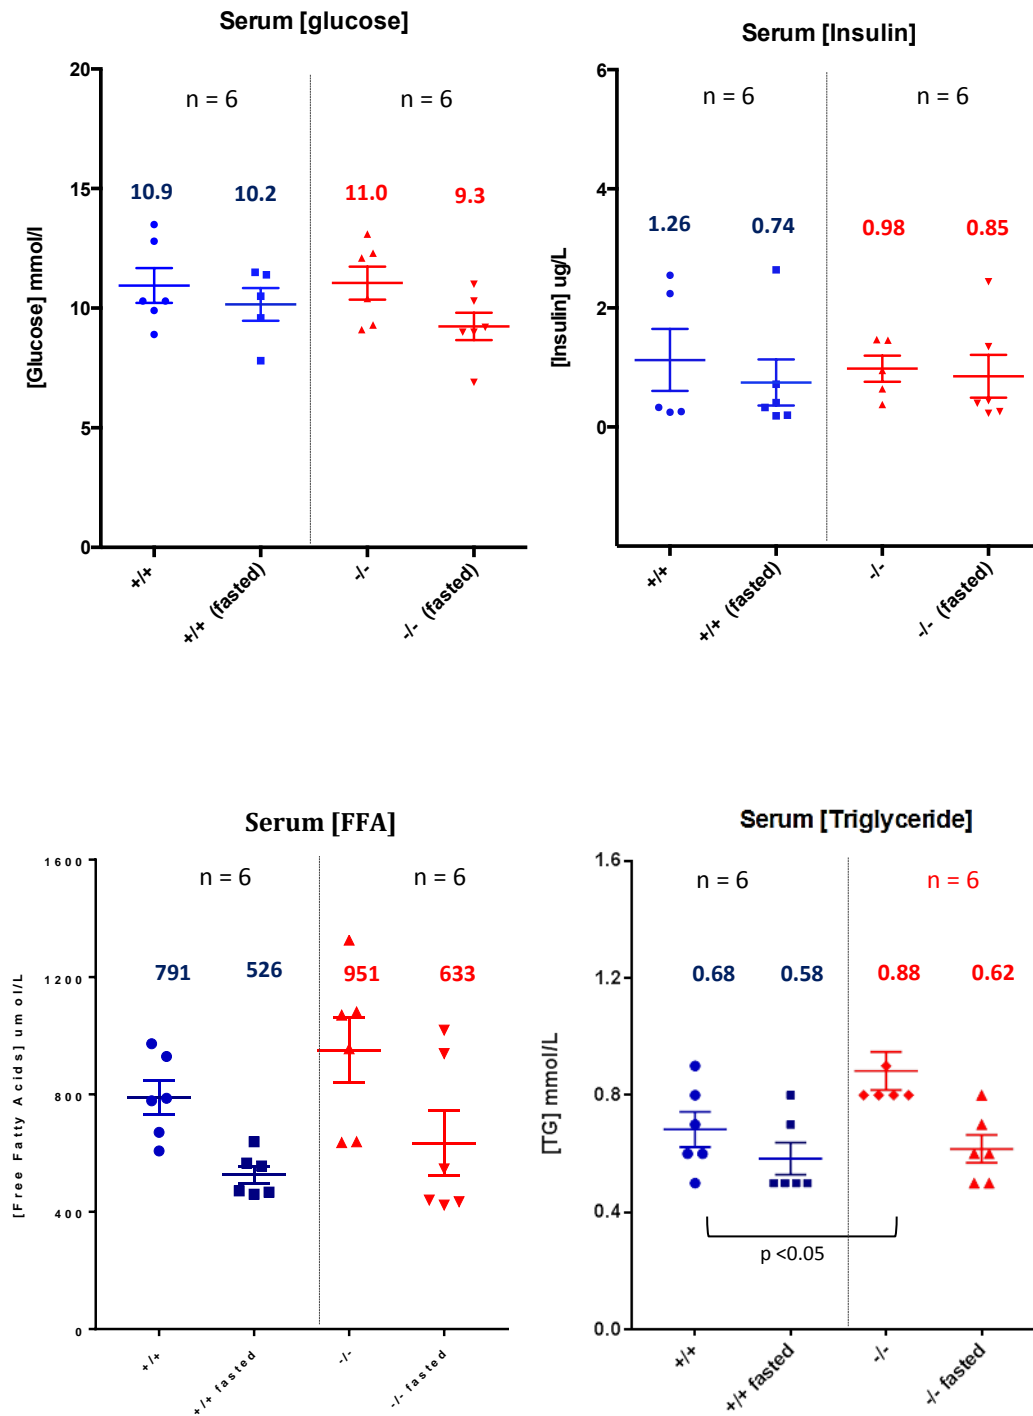 Serum [glucose]
[Glucose] mmol/l
20
15
10
5
0
n = 6
n = 6
10.9
10.2
11.0
9.3
+/+
+/+ (fasted)
-/-
-/- (fasted)
Serum [Insulin]
[Insulin] ug/L
6
4
2
0
n = 6
n = 6
1.26
0.74
0.98
0.85
+/+
+/+ (fasted)
-/-
-/- (fasted)
Serum [FFA]
[Free Fatty Acids] umol/L
1600
1200
800
400
0
n = 6
n = 6
791
526
951
633
+/+
+/+ fasted
-/-
-/- fasted
Serum [Triglyceride]
[TG] mmol/L
1.6
1.2
0.8
0.4
0.0
n = 6
n = 6
0.68
0.58
0.88
0.62
p <0.05
+/+
+/+ fasted
-/-
-/- fasted